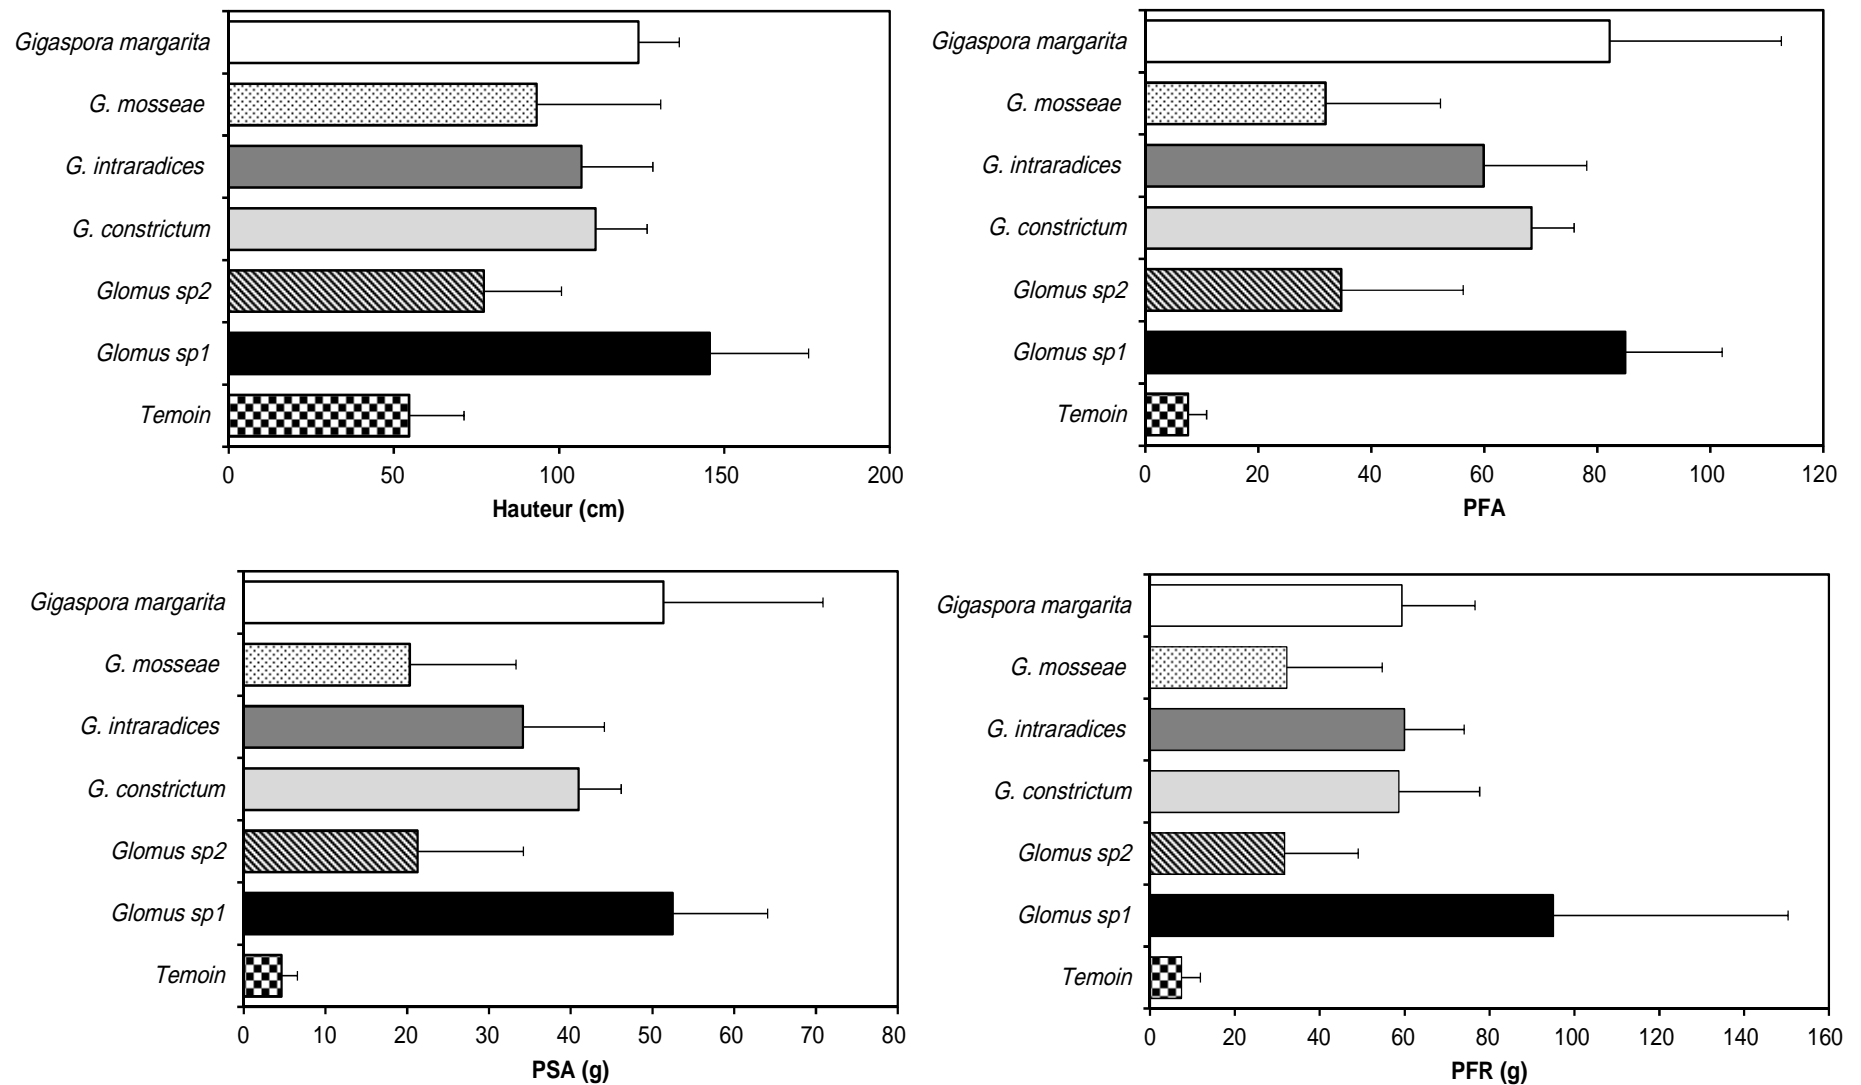 Gigaspora margarita
G. mosseae
G. intraradices
G. constrictum
Glomus sp2
Glomus sp1
Temoin
0 50 100 150 200
Hauteur (cm)
Gigaspora margarita
G. mosseae
G. intraradices
G. constrictum
Glomus sp2
Glomus sp1
Temoin
0 20 40 60 80 100 120
PFA
Gigaspora margarita
G. mosseae
G. intraradices
G. constrictum
Glomus sp2
Glomus sp1
Temoin
0 10 20 30 40 50 60 70 80
PSA (g)
Gigaspora margarita
G. mosseae
G. intraradices
G. constrictum
Glomus sp2
Glomus sp1
Temoin
0 20 40 60 80 100 120 140 160
PFR (g)